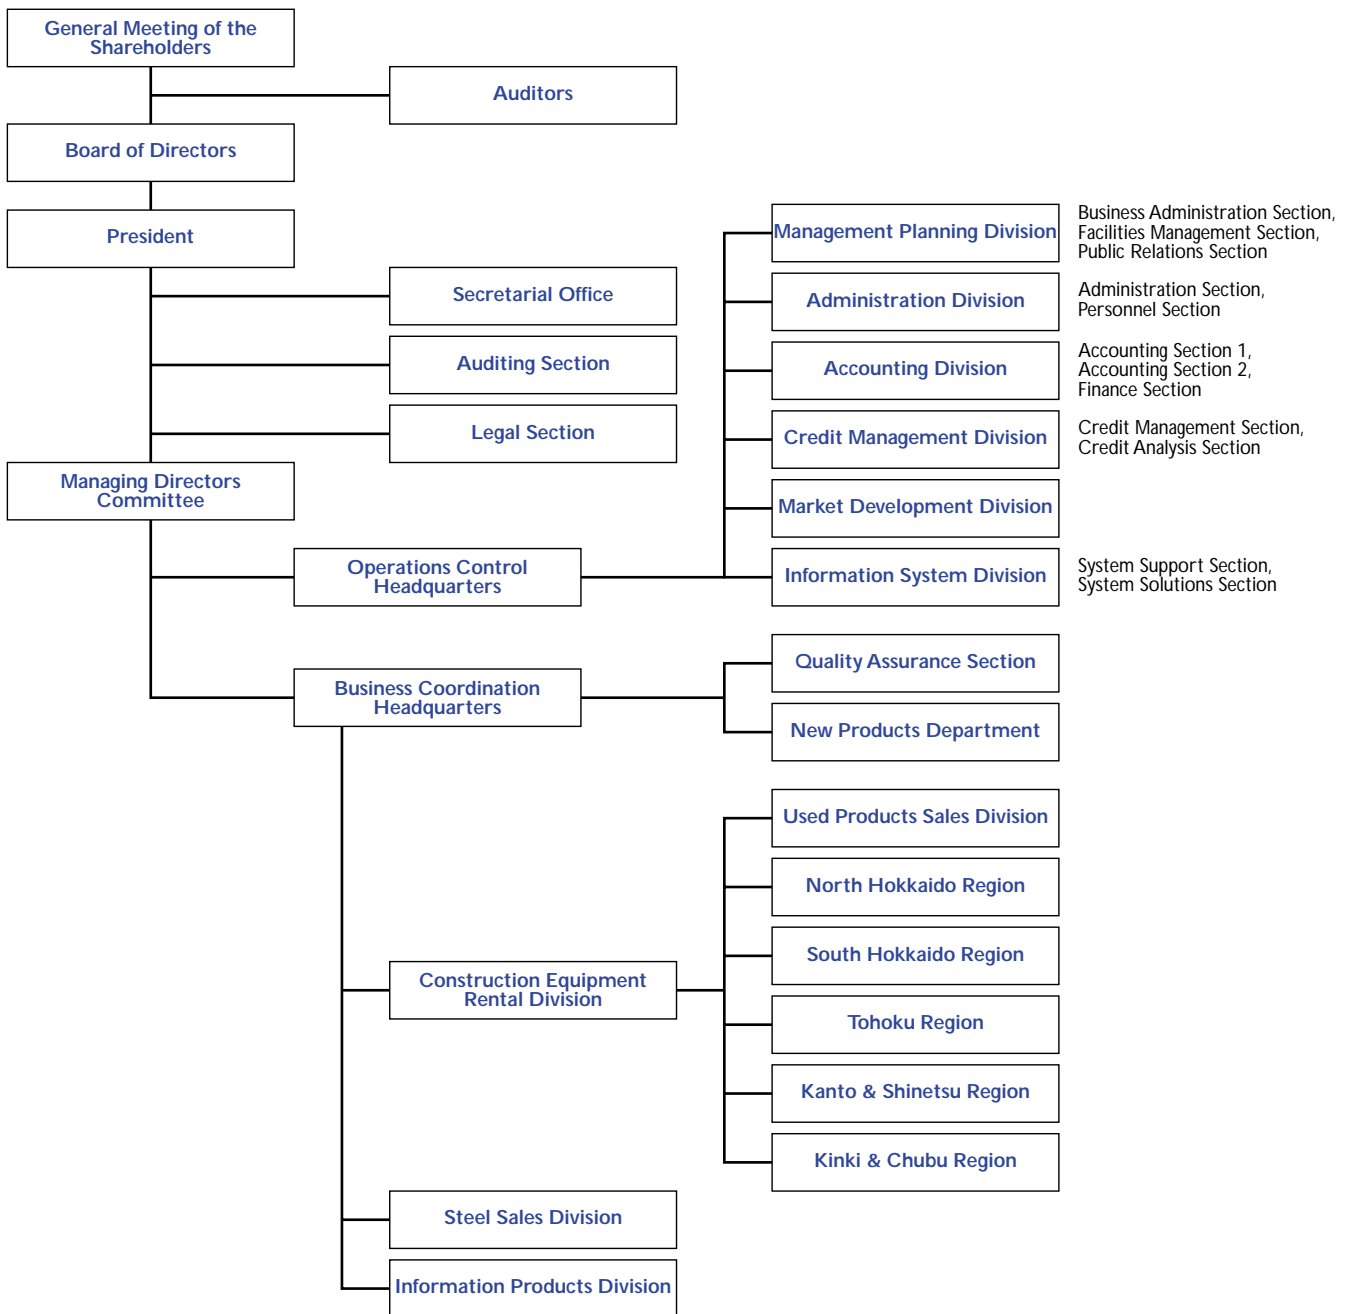 General Meeting of the
Shareholders
Auditors
Board of Directors
President
Secretarial Office
Auditing Section
Legal Section
Managing Directors
Committee
Operations Control
Headquarters
Management Planning Division
Business Administration Section,
Facilities Management Section,
Public Relations Section
Administration Division
Administration Section,
Personnel Section
Accounting Division
Accounting Section 1,
Accounting Section 2,
Finance Section
Credit Management Division
Credit Management Section,
Credit Analysis Section
Market Development Division
Information System Division
System Support Section,
System Solutions Section
Business Coordination
Headquarters
Quality Assurance Section
New Products Department
Construction Equipment
Rental Division
Used Products Sales Division
North Hokkaido Region
South Hokkaido Region
Tohoku Region
Kanto & Shinetsu Region
Kinki & Chubu Region
Steel Sales Division
Information Products Division